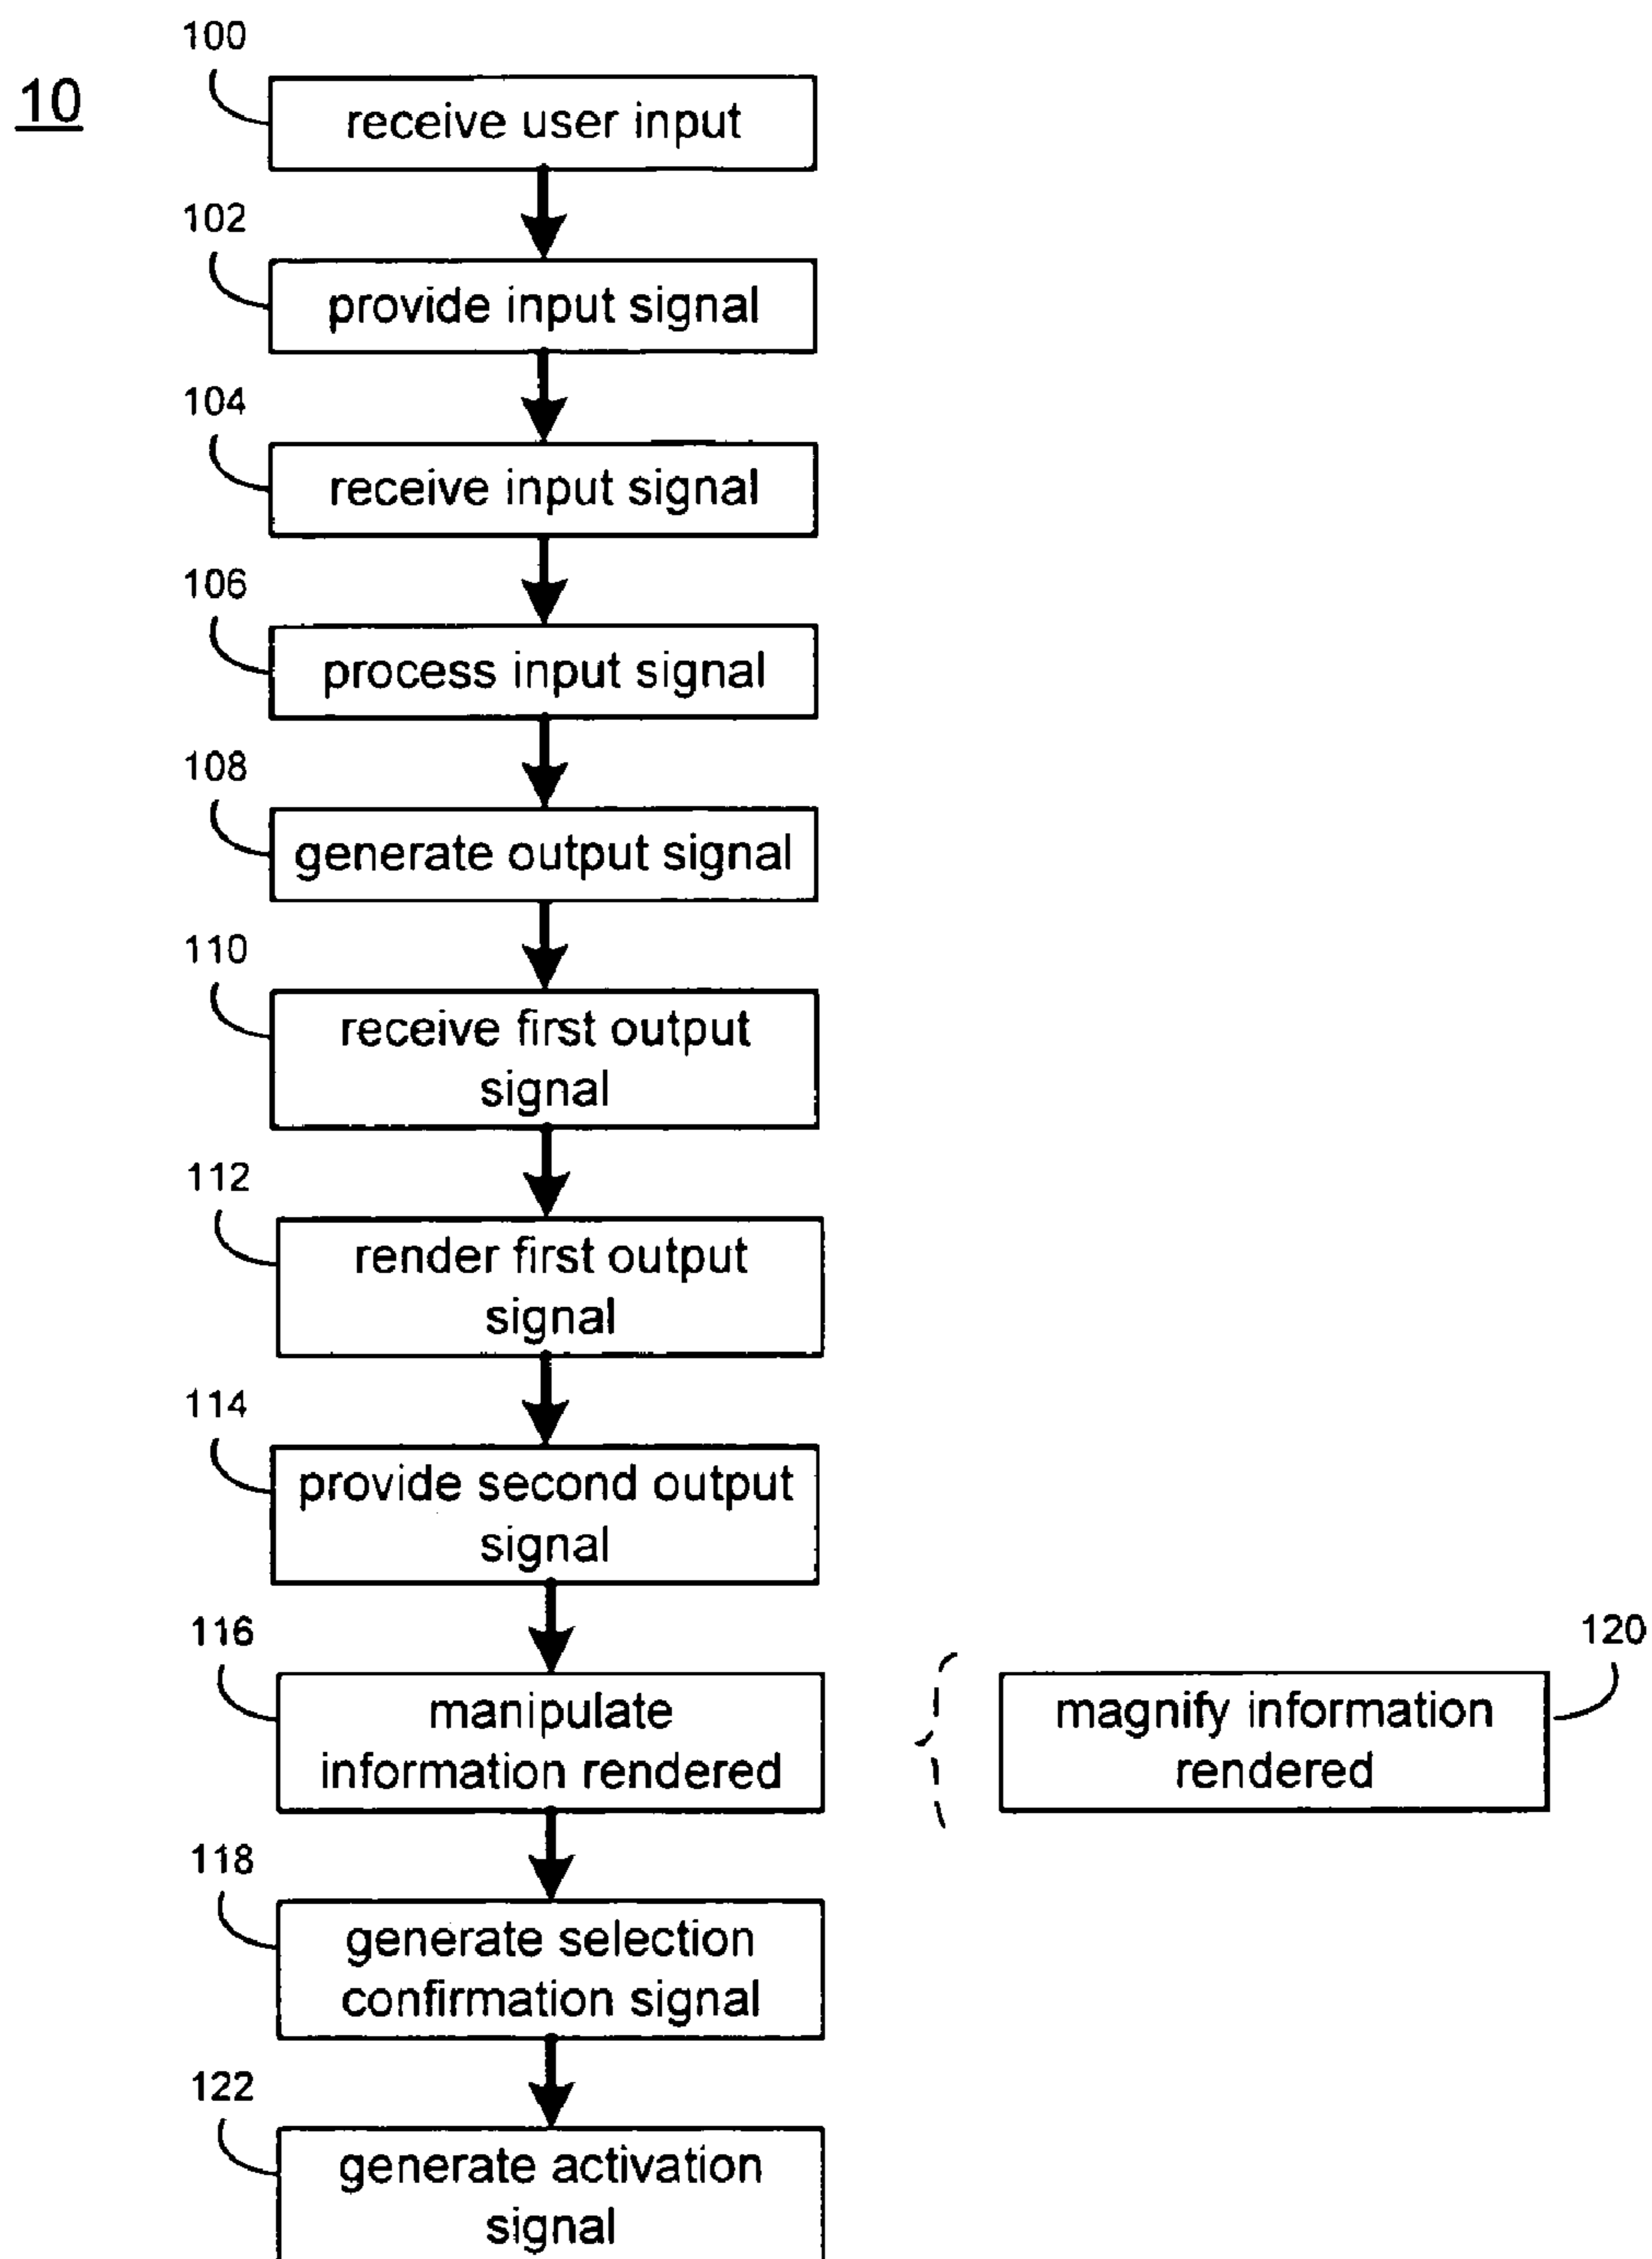 10
100
receive user input
102
provide input signal
104
receive input signal
106
process input signal
108
generate output signal
110
receive first output
signal
112
render first output
signal
114
provide second output
signal
116
manipulate
information rendered
120
magnify information
rendered
118
generate selection
confirmation signal
122
generate activation
signal